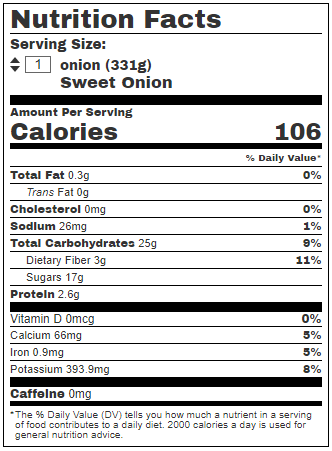 Nutrition Facts
Serving Size:
1 onion (331g)
Sweet Onion
Amount Per Serving
Calories 106
% Daily Value*
Total Fat 0.3g 0%
Trans Fat 0g
Cholesterol 0mg 0%
Sodium 26mg 1%
Total Carbohydrates 25g 9%
Dietary Fiber 3g 11%
Sugars 17g
Protein 2.6g
Vitamin D 0mcg 0%
Calcium 66mg 5%
Iron 0.9mg 5%
Potassium 393.9mg 8%
Caffeine 0mg
*The % Daily Value (DV) tells you how much a nutrient in a serving
of food contributes to a daily diet. 2000 calories a day is used for
general nutrition advice.